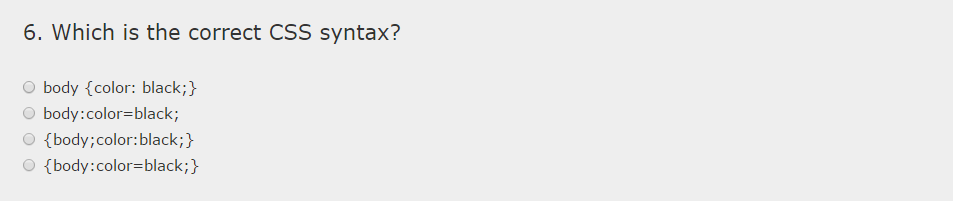 6. Which is the correct CSS syntax?
body {color: black;}
body:color=black;
{body;color:black;}
{body:color=black;}